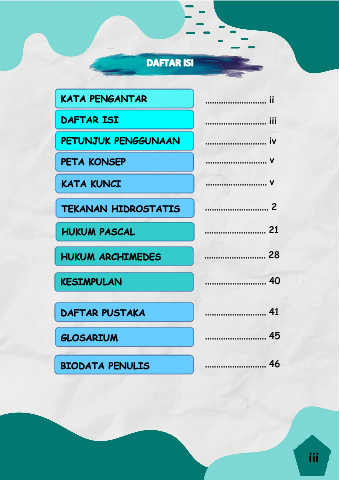 DAFTAR ISI
KATA PENGANTAR ........................ ii
DAFTAR ISI ........................ iii
PETUNJUK PENGGUNAAN ........................ iv
PETA KONSEP ........................ v
KATA KUNCI ........................ v
TEKANAN HIDROSTATIS ........................ 2
HUKUM PASCAL ........................ 21
HUKUM ARCHIMEDES ........................ 28
KESIMPULAN ........................ 40
DAFTAR PUSTAKA ........................ 41
GLOSARIUM ........................ 45
BIODATA PENULIS ........................ 46
iii